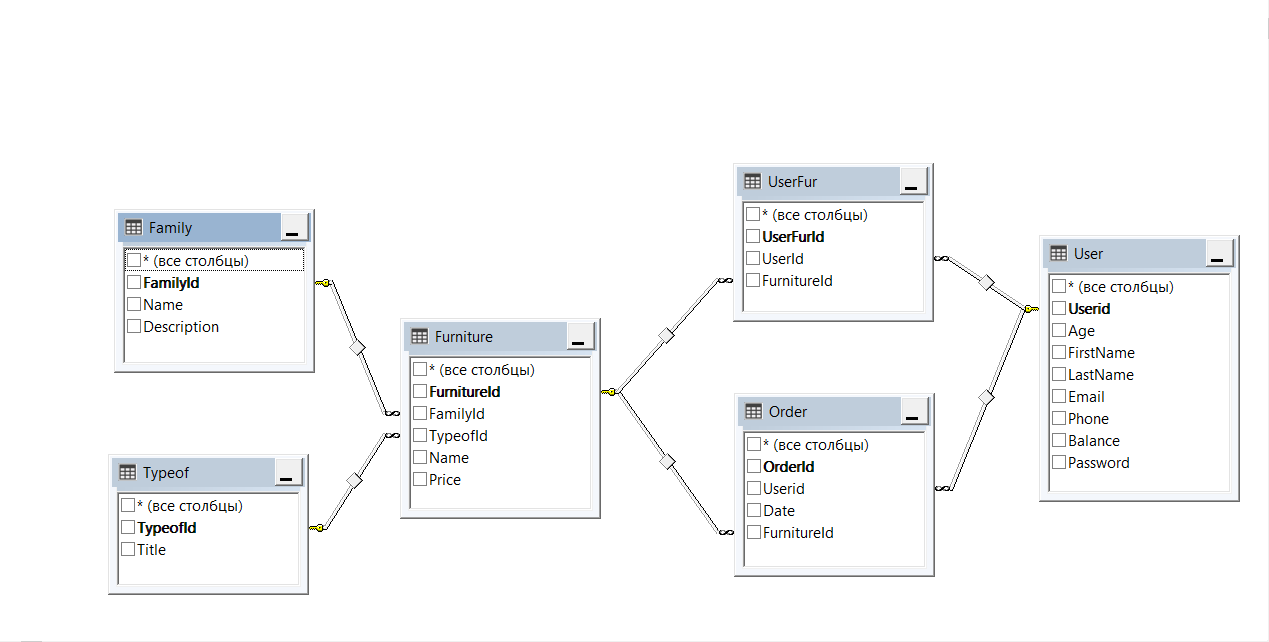 Family
* (все столбцы)
FamilyId
Name
Description
Typeof
* (все столбцы)
TypeofId
Title
Furniture
* (все столбцы)
FurnitureId
FamilyId
TypeofId
Name
Price
UserFur
* (все столбцы)
UserFurId
UserId
FurnitureId
Order
* (все столбцы)
OrderId
Userid
Date
FurnitureId
User
* (все столбцы)
Userid
Age
FirstName
LastName
Email
Phone
Balance
Password